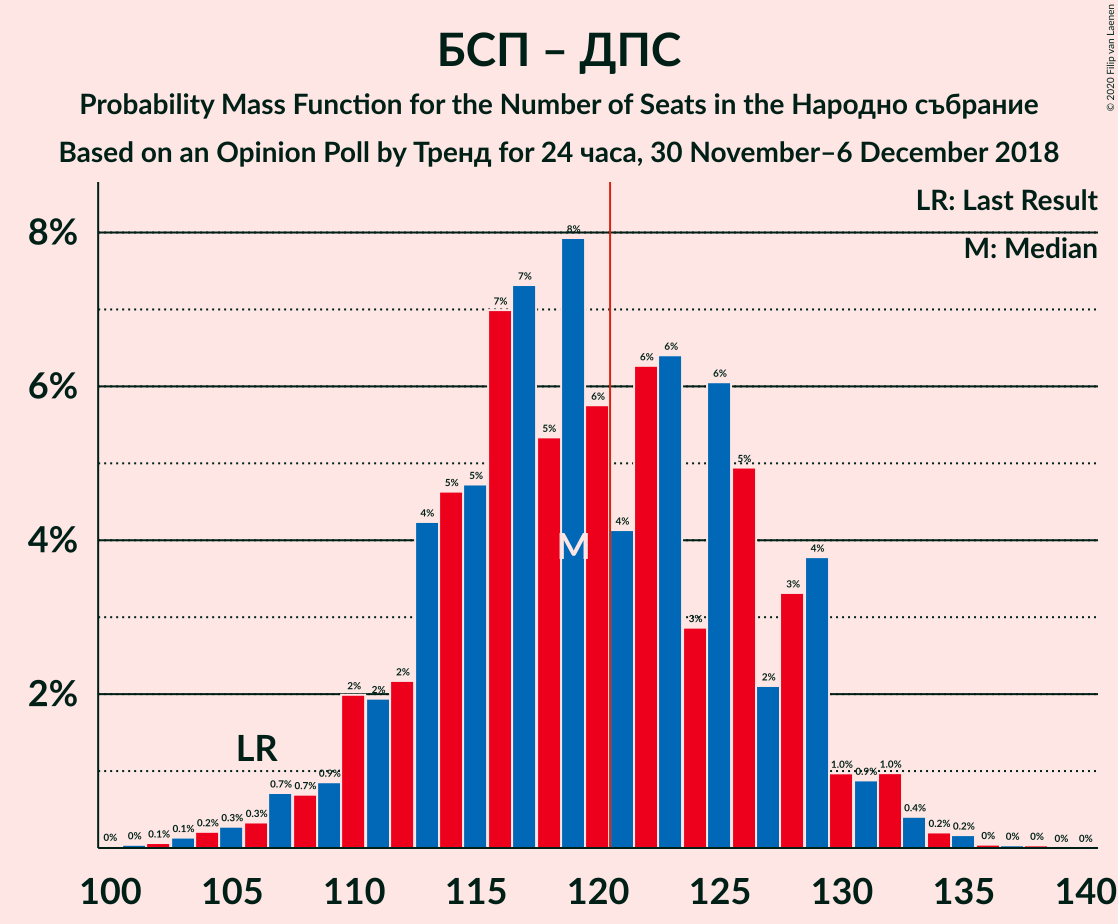 БСП – ДПС
Probability Mass Function for the Number of Seats in the Народно събрание
Based on an Opinion Poll by Тренд for 24 часа, 30 November–6 December 2018
© 2020 Filip van Laenen
LR: Last Result
M: Median
8%
6%
4%
2%
LR
M
0% 0% 0.1% 0.1% 0.2% 0.3% 0.3% 0.7% 0.7% 0.9% 2% 2% 2% 4% 5% 5% 7% 7% 5% 8% 6% 4% 6% 6% 3% 6% 5% 2% 3% 4% 1.0% 0.9% 1.0% 0.4% 0.2% 0.2% 0% 0% 0% 0% 0%
100 105 110 115 120 125 130 135 140